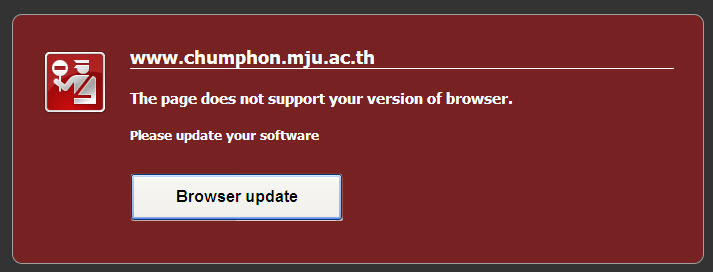 www.chumphon.mju.ac.th
The page does not support your version of browser.
Please update your software
Browser update